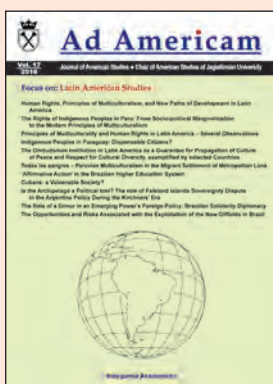 Ad Americam
Vol. 17
2016
Journal of American Studies • Chair of American Studies of Jagiellonian University
Focus on: Latin American Studies
Human Rights, Principles of Multiculturalism, and New Paths of Development in Latin
America
The Rights of Indigenous Peoples in Peru: From Sociopolitical Marginalization
to the Modern Principles of Multiculturalism
Principles of Multiculturality and Human Rights in Latin America – Several Observations
Indigenous Peoples in Paraguay: Dispensable Citizens?
The Ombudsman Institution in Latin America as a Guarantee for Propagation of Culture
of Peace and Respect for Cultural Diversity, exemplified by selected Countries
Todas las sangres – Peruvian Multiculturalism in the Migrant Settlement of Metropolitan Lima
'Affirmative Action' in the Brazilian Higher Education System
Cubans: a Vulnerable Society?
Is the Archipelago a Political tool? The role of Falkland Islands Sovereignty Dispute
in the Argentine Policy During the Kirchners' Era
The Role of a Donor in an Emerging Power's Foreign Policy: Brazilian Solidarity Diplomacy
The Opportunities and Risks Associated with the Exploitation of the New Oilfields in Brazil
Księgarnia Akademicka